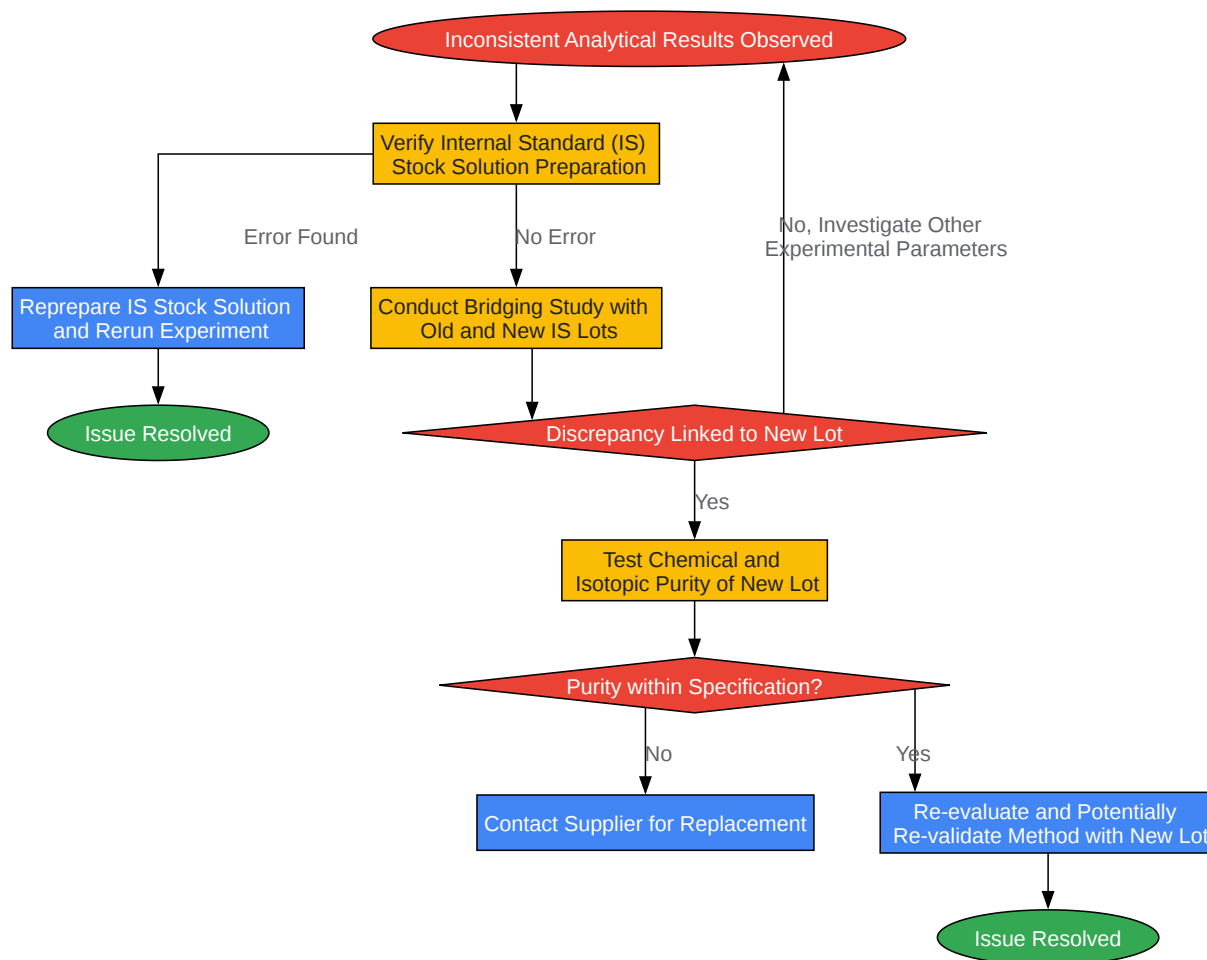 Inconsistent Analytical Results Observed
Verify Internal Standard (IS)
Stock Solution Preparation
No, Investigate Other
Experimental Parameters
Error Found
No Error
Reprepare IS Stock Solution
and Rerun Experiment
Conduct Bridging Study with
Old and New IS Lots
Issue Resolved
Discrepancy Linked to New Lot
Yes
Test Chemical and
Isotopic Purity of New Lot
Purity within Specification?
No
Yes
Contact Supplier for Replacement
Re-evaluate and Potentially
Re-validate Method with New Lot
Issue Resolved